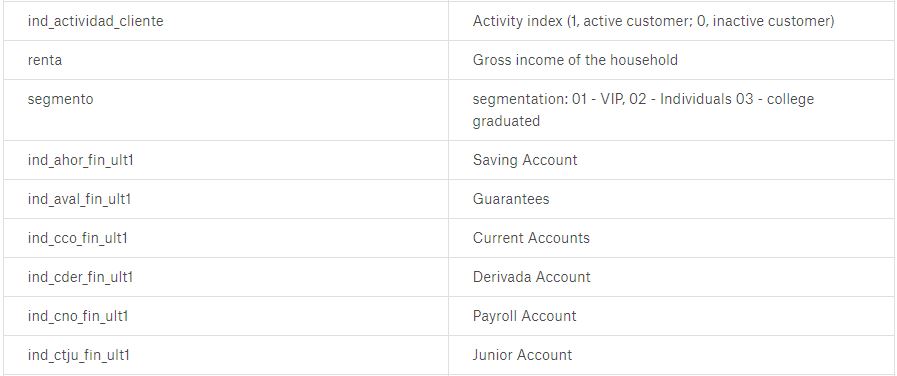 ind_actividad_cliente Activity index (1, active customer; 0, inactive customer)
renta Gross income of the household
segmento segmentation: 01 - VIP, 02 - Individuals 03 - college
graduated
ind_ahor_fin_ult1 Saving Account
ind_aval_fin_ult1 Guarantees
ind_cco_fin_ult1 Current Accounts
ind_cder_fin_ult1 Derivada Account
ind_cno_fin_ult1 Payroll Account
ind_ctju_fin_ult1 Junior Account